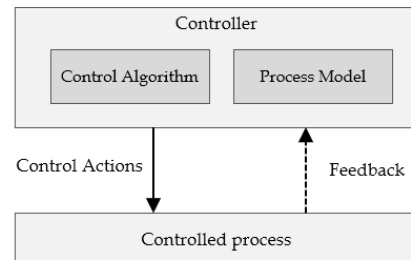 Controller
Control Algorithm
Process Model
Control Actions
Feedback
Controlled process